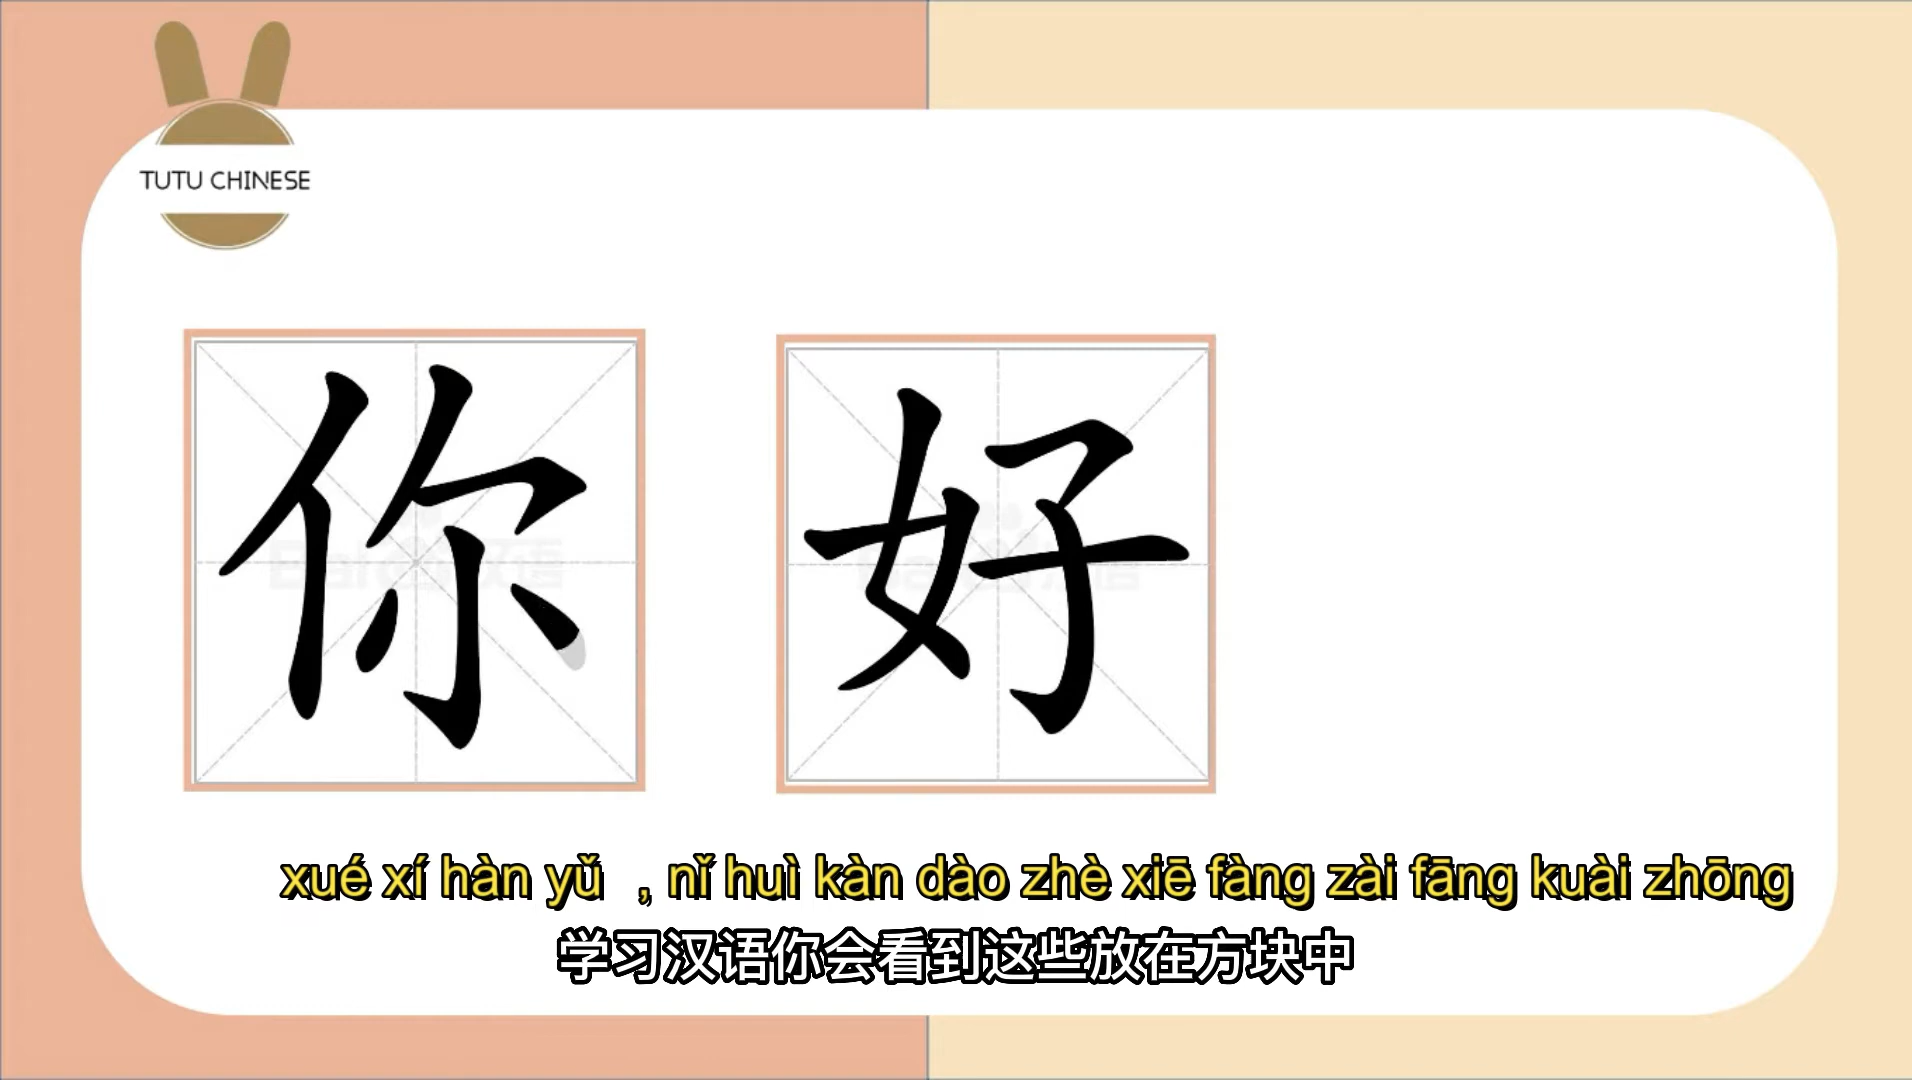 TUTU CHINESE
你 好
xué xí hàn yǔ , nǐ huì kàn dào zhè xiē fàng zài fāng kuài zhōng
学习汉语你会看到这些放在方块中